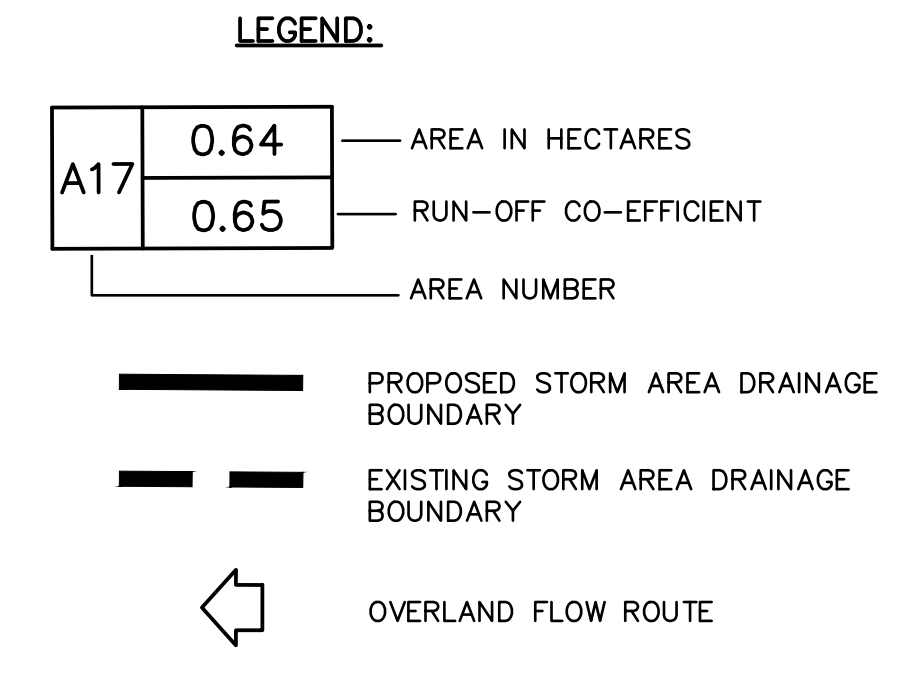 LEGEND:
A17
0.64
AREA IN HECTARES
0.65
RUN-OFF CO-EFFICIENT
AREA NUMBER
PROPOSED STORM AREA DRAINAGE
BOUNDARY
EXISTING STORM AREA DRAINAGE
BOUNDARY
OVERLAND FLOW ROUTE